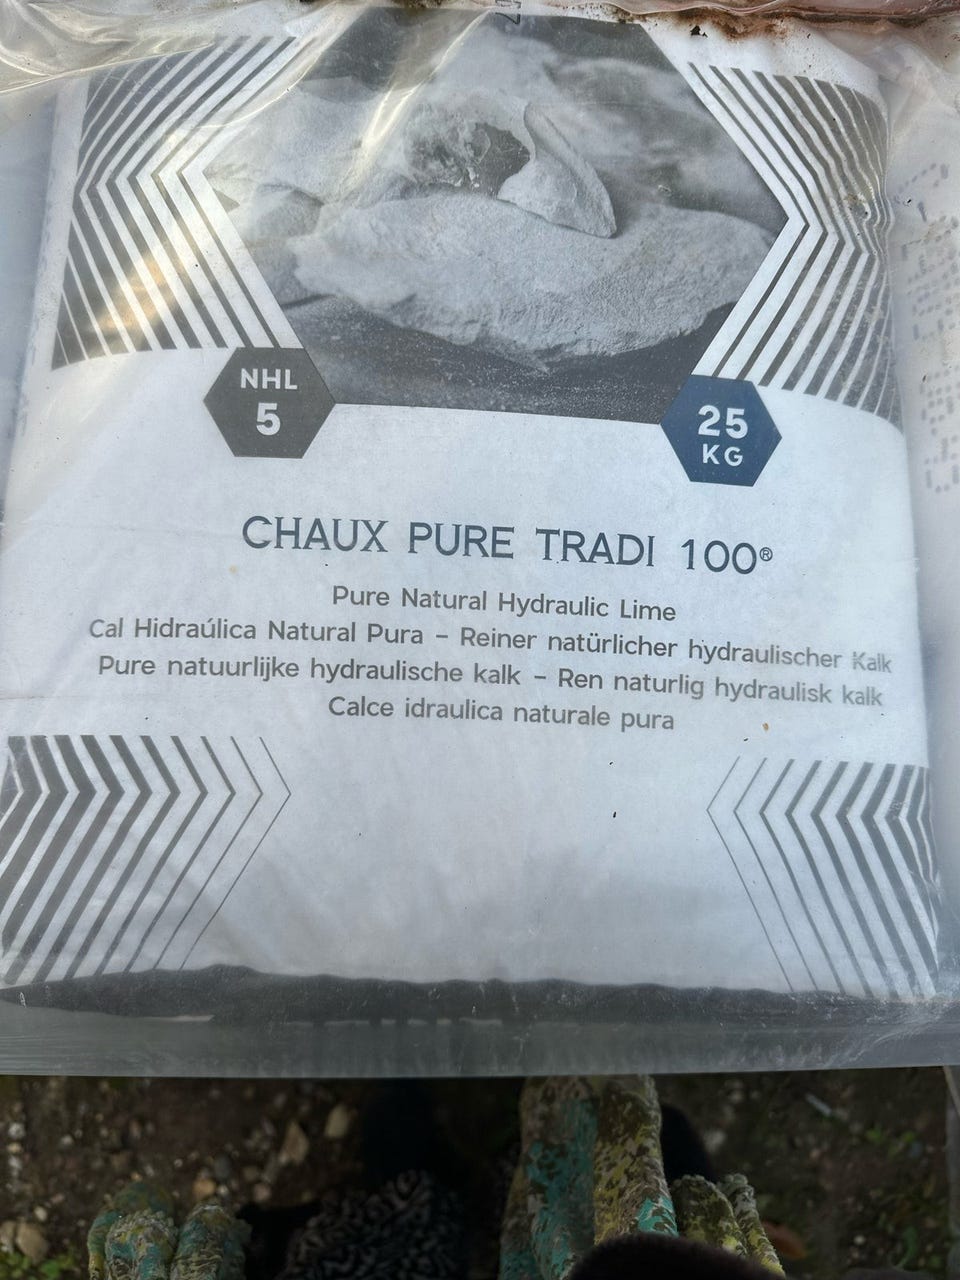 NHL
5
25
KG
CHAUX PURE TRADI 100®
Pure Natural Hydraulic Lime
Cal Hidraúlica Natural Pura – Reiner natürlicher hydraulischer Kalk
Pure natuurlijke hydraulische kalk – Ren naturlig hydraulisk kalk
Calce idraulica naturale pura